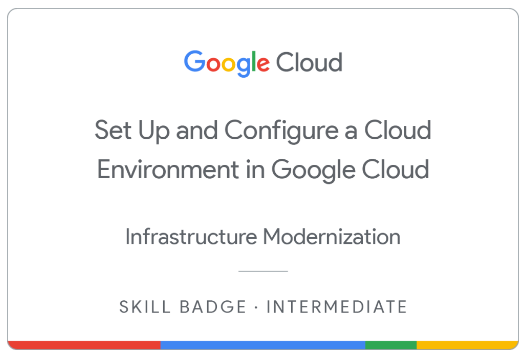 Google Cloud
Set Up and Configure a Cloud
Environment in Google Cloud
Infrastructure Modernization
SKILL BADGE · INTERMEDIATE